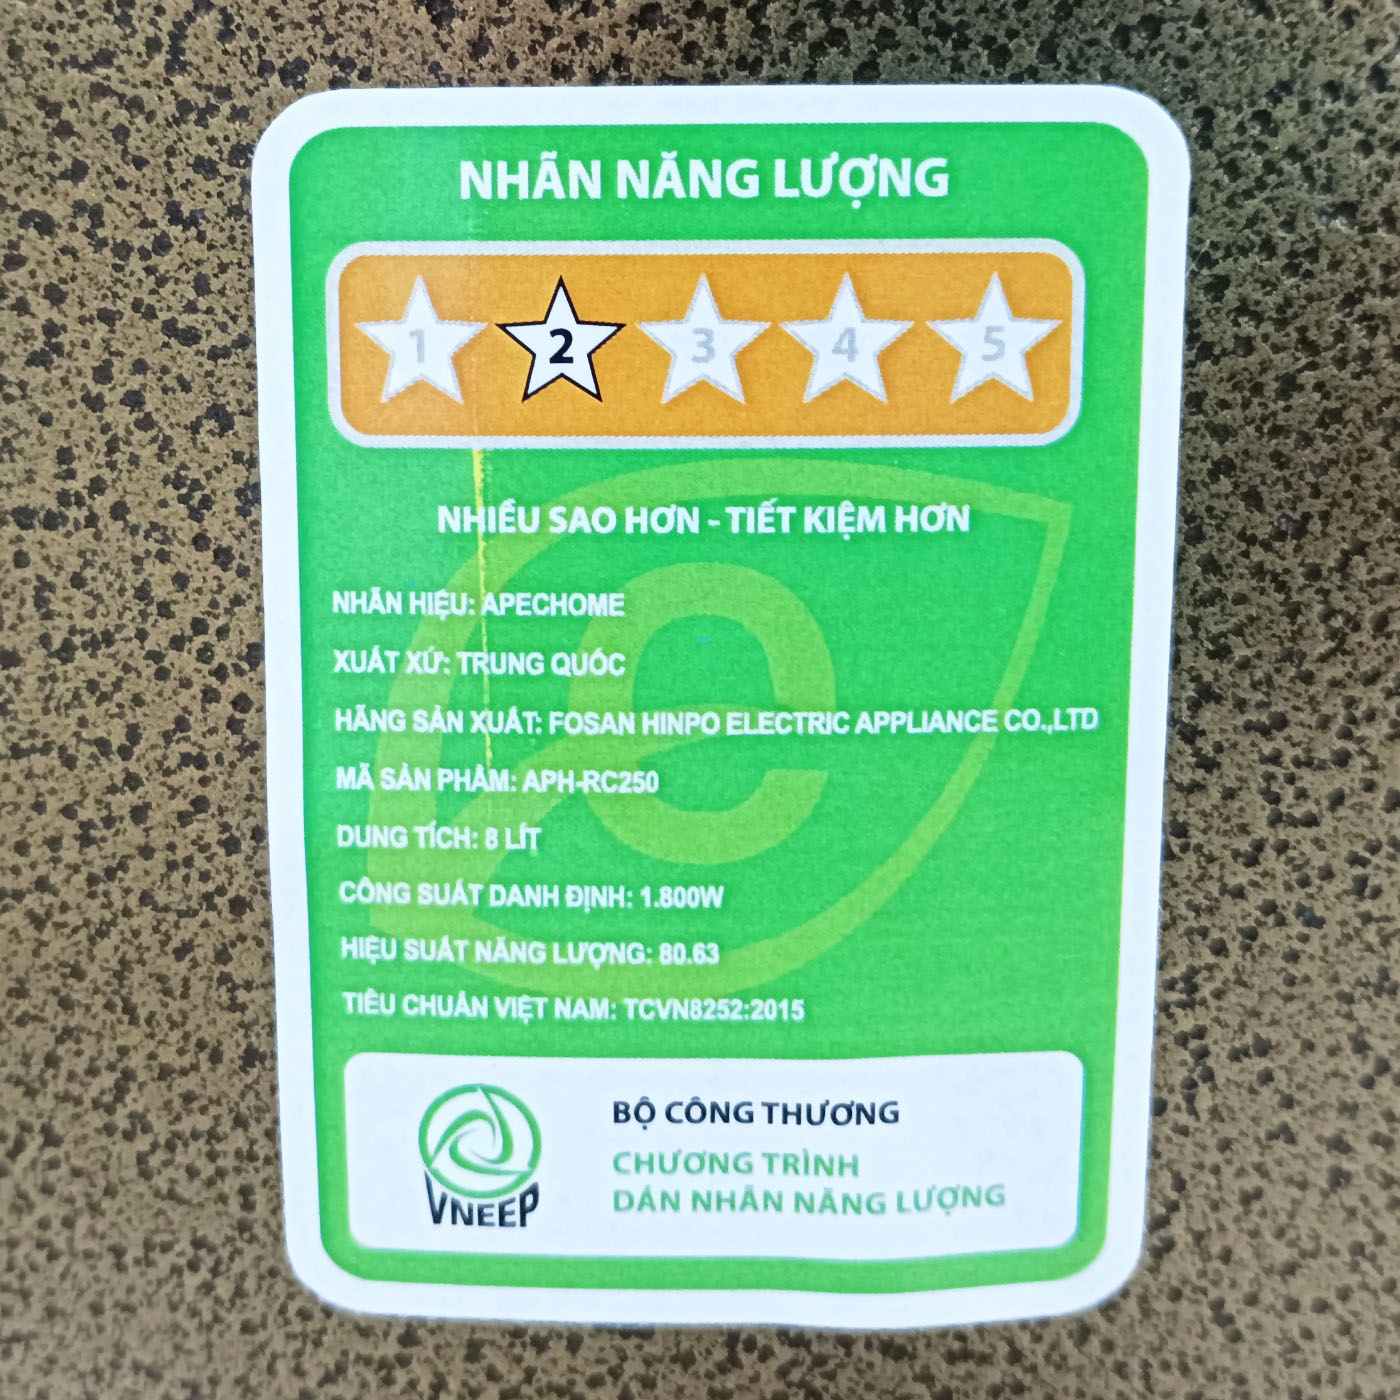 NHÃN NĂNG LƯỢNG
1 2 3 4 5
NHIỀU SAO HƠN - TIẾT KIỆM HƠN
NHÃN HIỆU: APECHOME
XUẤT XỨ: TRUNG QUỐC
HÃNG SẢN XUẤT: FOSAN HINPO ELECTRIC APPLIANCE CO.,LTD
MÃ SẢN PHẨM: APH-RC250
DUNG TÍCH: 8 LÍT
CÔNG SUẤT DANH ĐỊNH: 1.800W
HIỆU SUẤT NĂNG LƯỢNG: 80.63
TIÊU CHUẨN VIỆT NAM: TCVN8252:2015
VNEEP
BỘ CÔNG THƯƠNG
CHƯƠNG TRÌNH
DÁN NHÃN NĂNG LƯỢNG